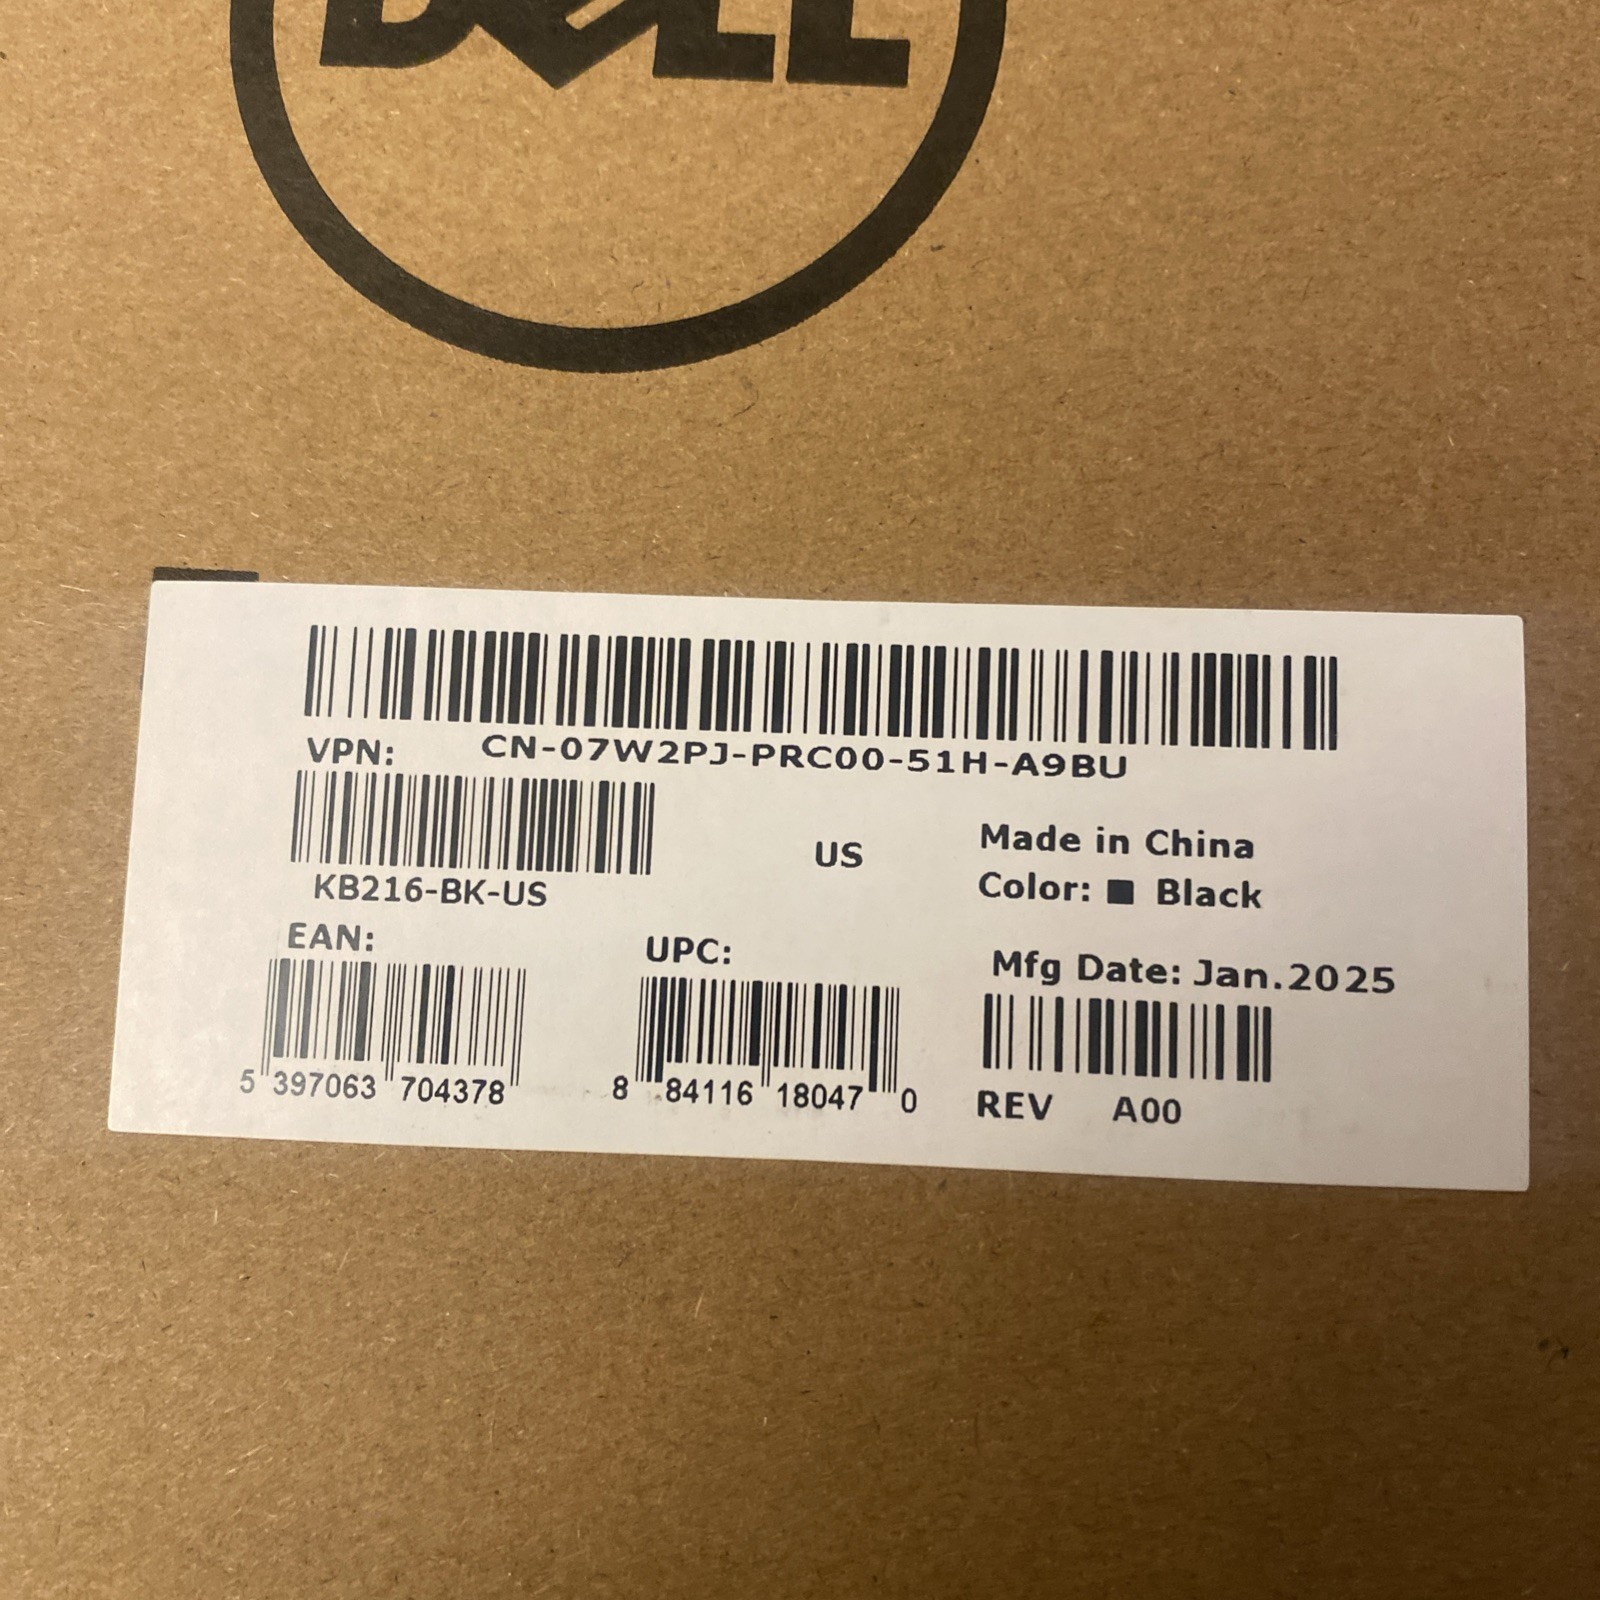 DELL
CN-07W2PJ-PRC00-51H-A9BU
VPN:
KB216-BK-US
US
Made in China
Color: ■ Black
EAN:
5 397063 704378
UPC:
8 84116 18047 0
Mfg Date: Jan.2025
REV A00